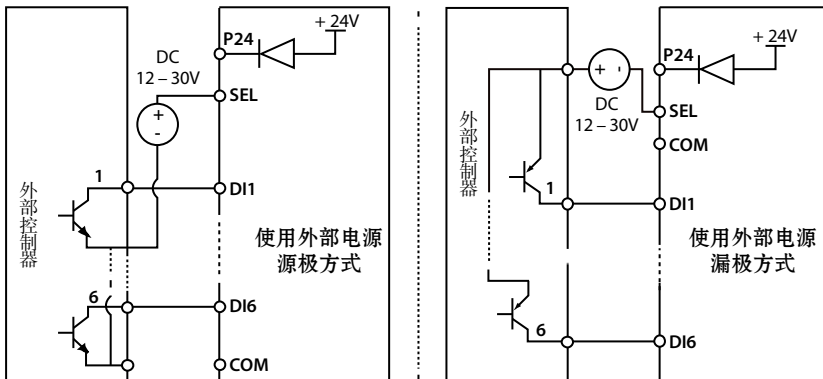 + 24V
P24
DC
12 – 30V
SEL
+
-
1
DI1
外部控制器
使用外部电源
源极方式
6
DI6
COM
+ 24V
P24
+ -
DC
12 – 30V
SEL
COM
外部控制器
1
DI1
使用外部电源
漏极方式
6
DI6